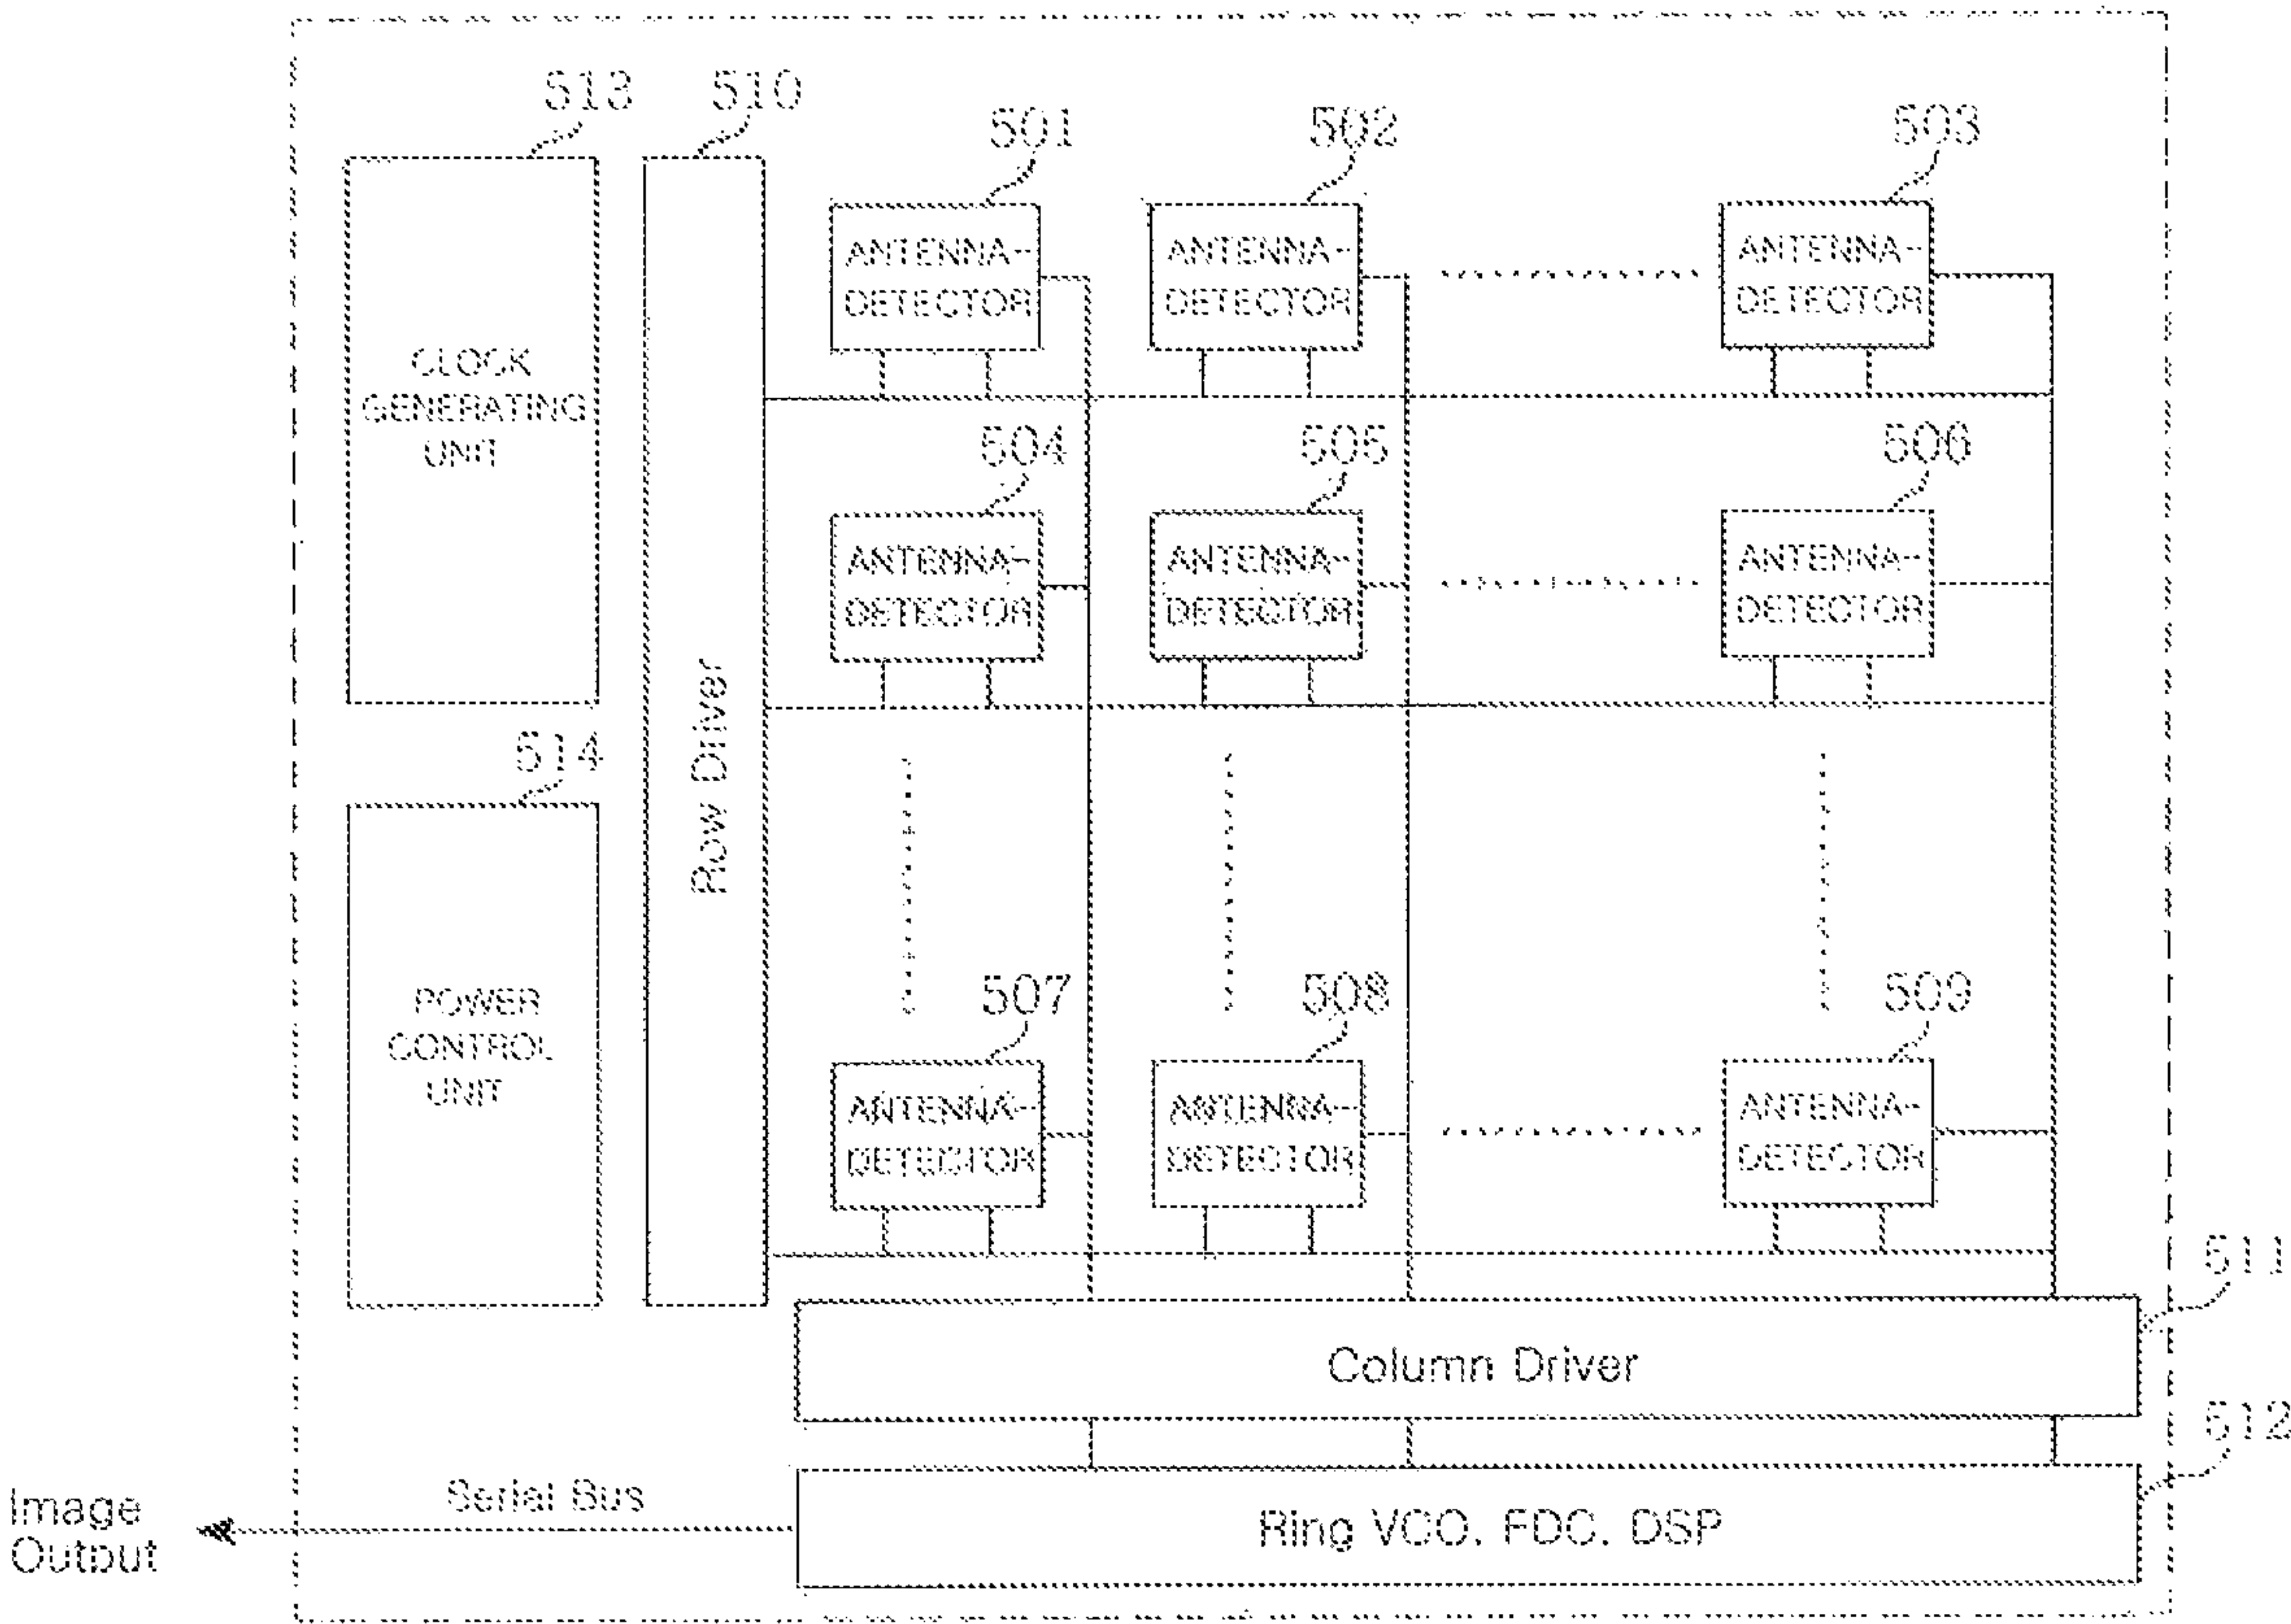 513
510
501
502
503
ANTENNA-
DETECTOR
ANTENNA-
DETECTOR
ANTENNA-
DETECTOR
CLOCK
GENERATING
UNIT
504
505
506
ANTENNA-
DETECTOR
ANTENNA-
DETECTOR
ANTENNA-
DETECTOR
Row Driver
514
POWER
CONTROL
UNIT
507
508
509
ANTENNA-
DETECTOR
ANTENNA-
DETECTOR
ANTENNA-
DETECTOR
511
Column Driver
512
Serial Bus
Image
Output
Ring VCO. FDC. DSP